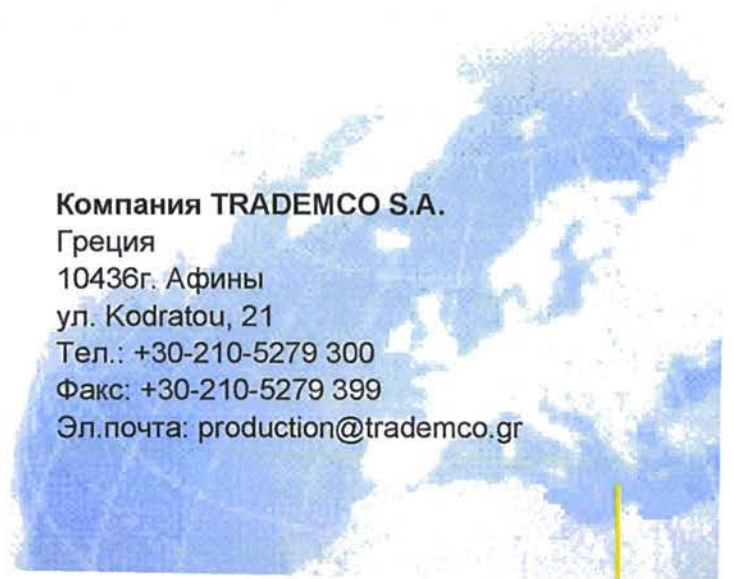 Компания TRADEMCO S.A.
Греция
10436г. Афины
ул. Kodratou, 21
Тел.: +30-210-5279 300
Факс: +30-210-5279 399
Эл.почта: production@trademco.gr